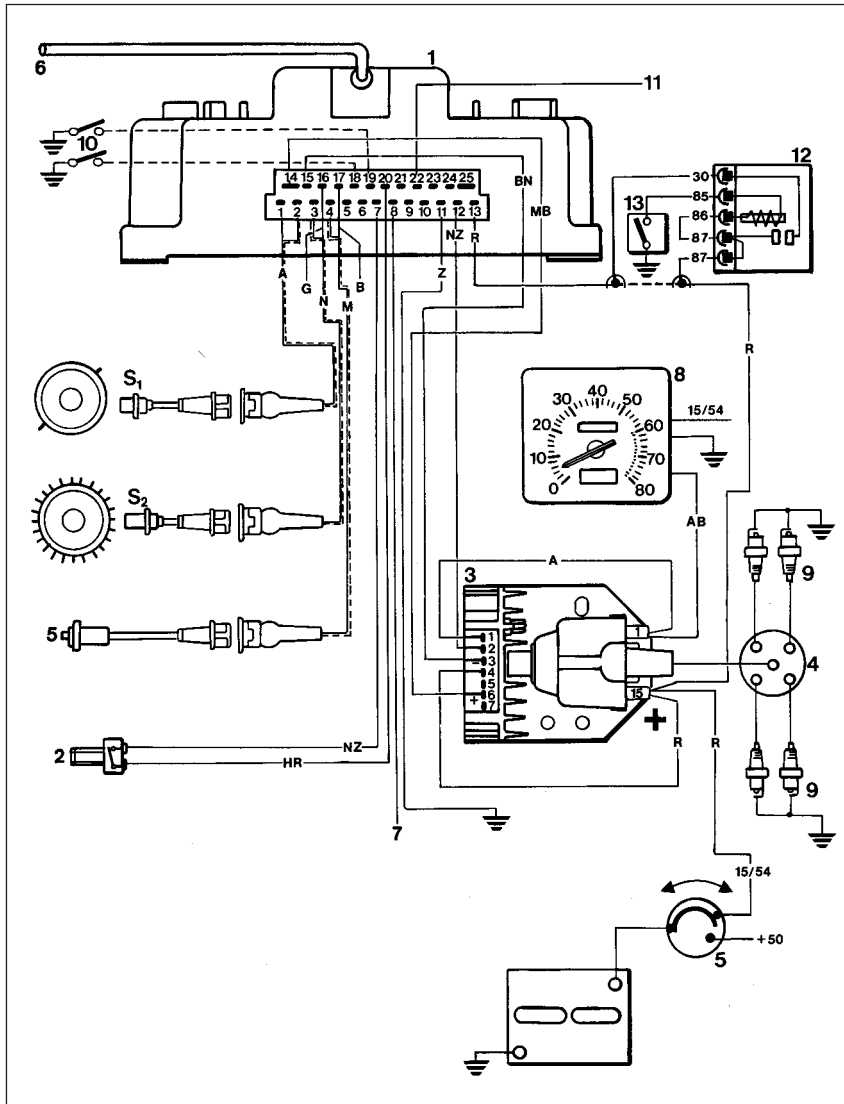 6
1
11
10
14 15 16 17 18 19 20 21 22 23 24 25
1 2 3 4 5 6 7 8 9 10 11 12 13
BN
MB
NZ
R
A
G
N
M
B
Z
12
30
85
86
87
87
13
R
8
15/54
0 10 20 30 40 50 60 70 80
AB
S1
S2
5
A
3
1
2
3
4
5
6
7
−
+
1
15
+
9
4
9
2
NZ
HR
R
R
7
15/54
+50
5